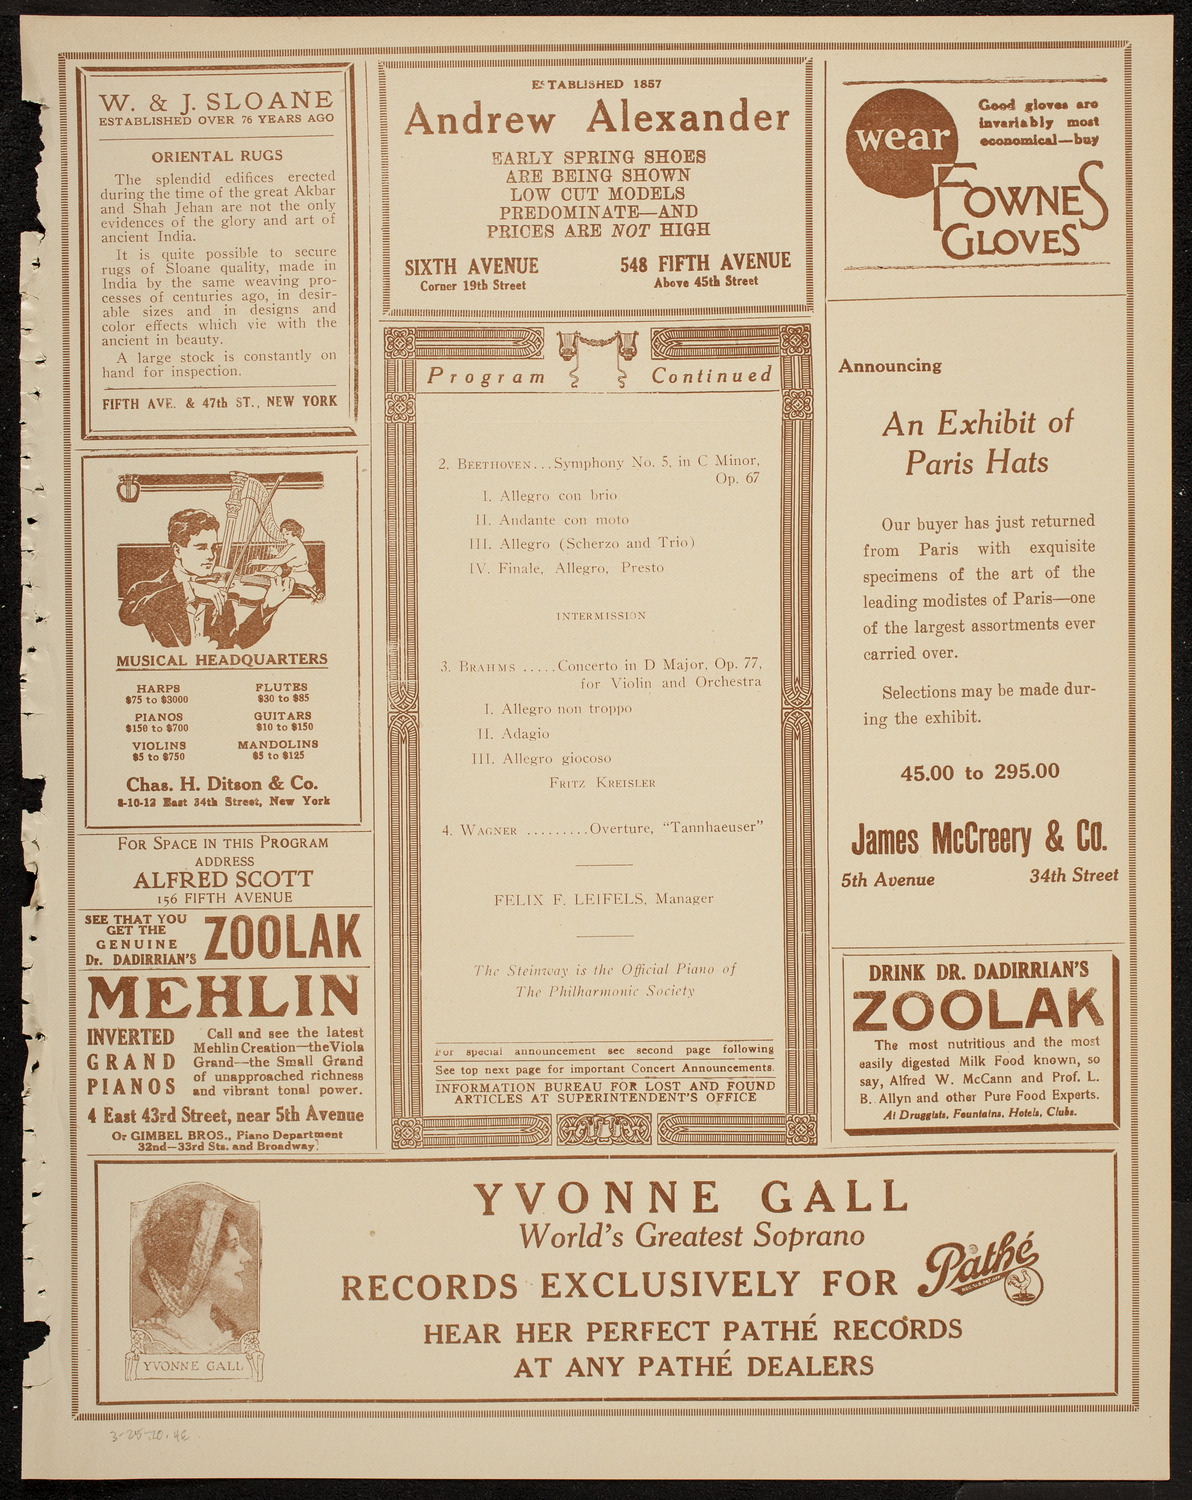 W. & J. SLOANE
ESTABLISHED OVER 76 YEARS AGO
ORIENTAL RUGS
The splendid edifices erected
during the time of the great Akbar
and Shah Jehan are not the only
evidences of the glory and art of
ancient India.
It is quite possible to secure
rugs of Sloane quality, made in
India by the same weaving pro-
cesses of centuries ago, in desir-
able sizes and in designs and
color effects which vie with the
ancient in beauty.
A large stock is constantly on
hand for inspection.
FIFTH AVE. & 47th ST., NEW YORK
MUSICAL HEADQUARTERS
HARPS
$75 to $3000
FLUTES
$30 to $85
PIANOS
$150 to $700
GUITARS
$10 to $150
VIOLINS
$5 to $750
MANDOLINS
$5 to $125
Chas. H. Ditson & Co.
8-10-12 East 34th Street, New York
FOR SPACE IN THIS PROGRAM
ADDRESS
ALFRED SCOTT
156 FIFTH AVENUE
SEE THAT YOU
GET THE
GENUINE
Dr. DADIRRIAN'S
ZOOLAK
MEHLIN
INVERTED
GRAND
PIANOS
Call and see the latest
Mehlin Creation—the Viola
Grand—the Small Grand
of unapproached richness
and vibrant tonal power.
4 East 43rd Street, near 5th Avenue
Or GIMBEL BROS., Piano Department
32nd—33rd Sts. and Broadway.
ESTABLISHED 1857
Andrew Alexander
EARLY SPRING SHOES
ARE BEING SHOWN
LOW CUT MODELS
PREDOMINATE—AND
PRICES ARE NOT HIGH
SIXTH AVENUE
Corner 19th Street
548 FIFTH AVENUE
Above 45th Street
Program Continued
2. BEETHOVEN...Symphony No. 5, in C Minor,
Op. 67
I. Allegro con brio
II. Andante con moto
III. Allegro (Scherzo and Trio)
IV. Finale, Allegro, Presto
INTERMISSION
3. BRAHMS .....Concerto in D Major, Op. 77,
for Violin and Orchestra
I. Allegro non troppo
II. Adagio
III. Allegro giocoso
FRITZ KREISLER
4. WAGNER .........Overture, "Tannhaeuser"
FELIX F. LEIFELS, Manager
The Steinway is the Official Piano of
The Philharmonic Society
For special announcement see second page following
See top next page for important Concert Announcements.
INFORMATION BUREAU FOR LOST AND FOUND
ARTICLES AT SUPERINTENDENT'S OFFICE
wear
Good gloves are
invariably most
economical—buy
FOWNES
GLOVES
Announcing
An Exhibit of
Paris Hats
Our buyer has just returned
from Paris with exquisite
specimens of the art of the
leading modistes of Paris—one
of the largest assortments ever
carried over.
Selections may be made dur-
ing the exhibit.
45.00 to 295.00
James McCreery & Co.
5th Avenue
34th Street
DRINK DR. DADIRRIAN'S
ZOOLAK
The most nutritious and the most
easily digested Milk Food known, so
say, Alfred W. McCann and Prof. L.
B. Allyn and other Pure Food Experts.
At Druggists, Fountains, Hotels, Clubs.
YVONNE GALL
YVONNE GALL
World's Greatest Soprano
RECORDS EXCLUSIVELY FOR Pathé
HEAR HER PERFECT PATHÉ RECORDS
AT ANY PATHÉ DEALERS
3-25-20.4E